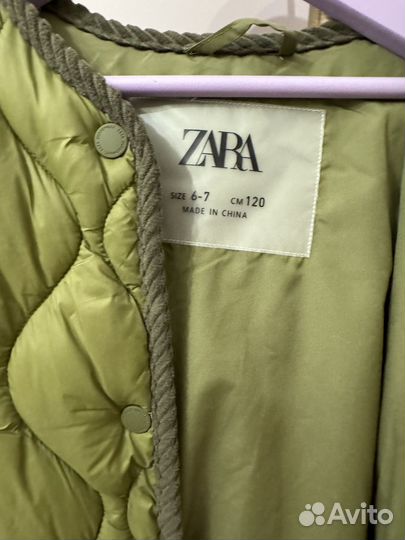 ZARA
SIZE 6-7 CM 120
MADE IN CHINA
Avito